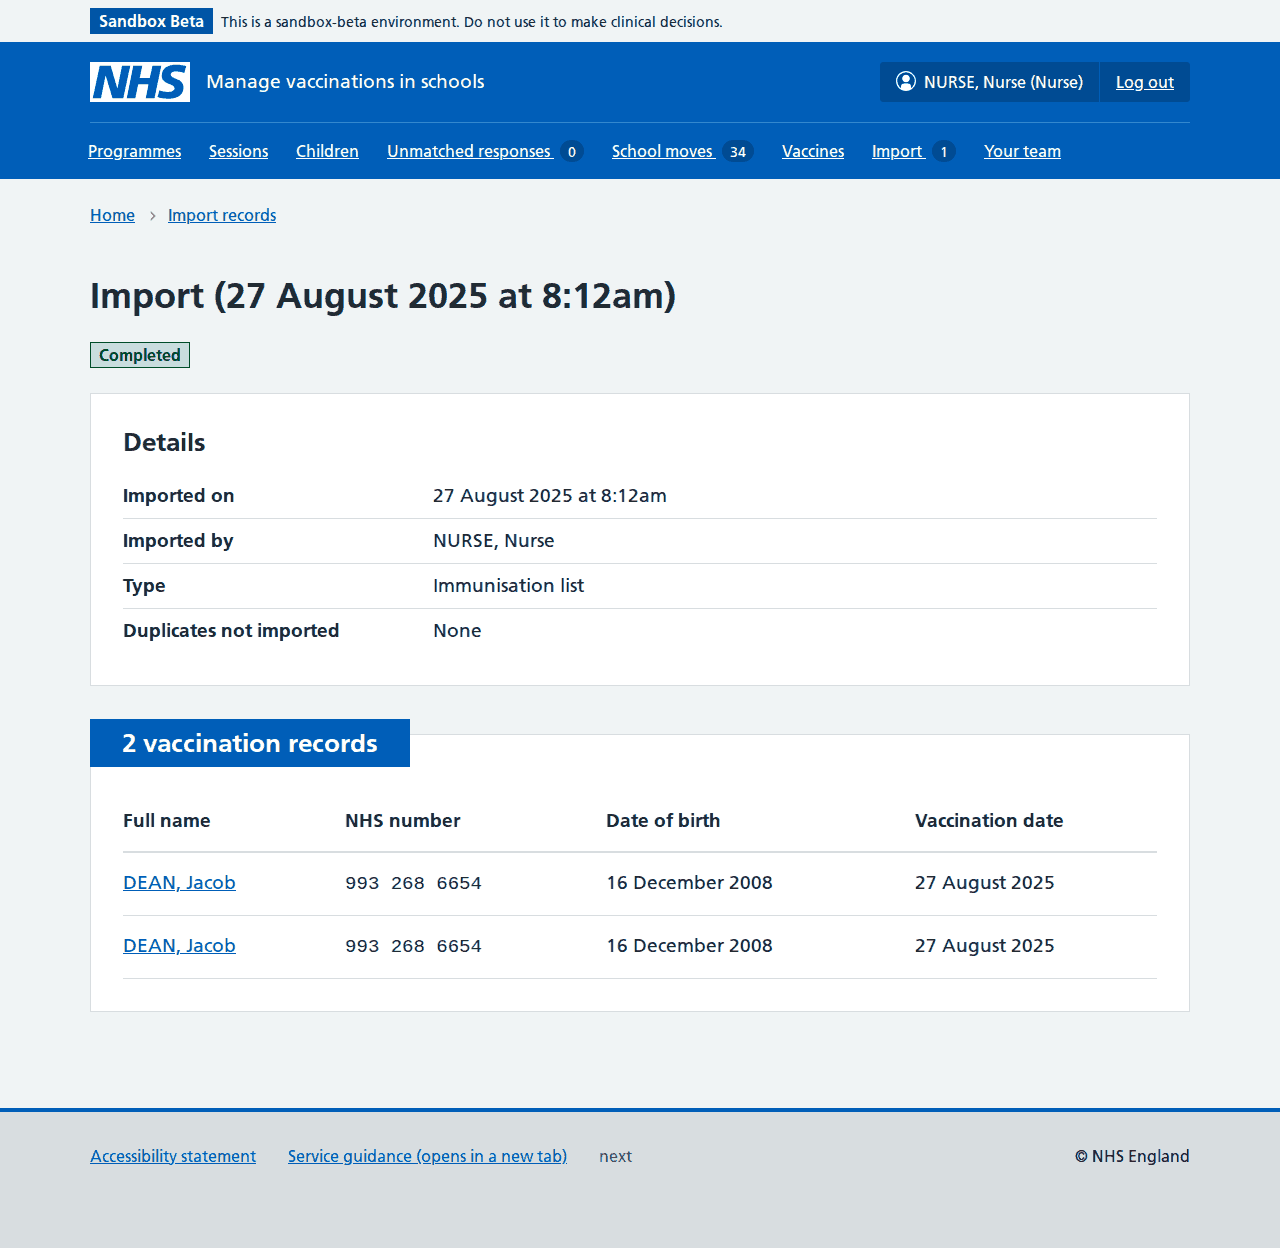 Sandbox Beta This is a sandbox-beta environment. Do not use it to make clinical decisions.
NHS Manage vaccinations in schools NURSE, Nurse (Nurse) Log out
Programmes Sessions Children Unmatched responses 0 School moves 34 Vaccines Import 1 Your team
Home › Import records
Import (27 August 2025 at 8:12am)
Completed
Details
Imported on 27 August 2025 at 8:12am
Imported by NURSE, Nurse
Type Immunisation list
Duplicates not imported None
2 vaccination records
Full name NHS number Date of birth Vaccination date
DEAN, Jacob 993 268 6654 16 December 2008 27 August 2025
DEAN, Jacob 993 268 6654 16 December 2008 27 August 2025
Accessibility statement Service guidance (opens in a new tab) next © NHS England